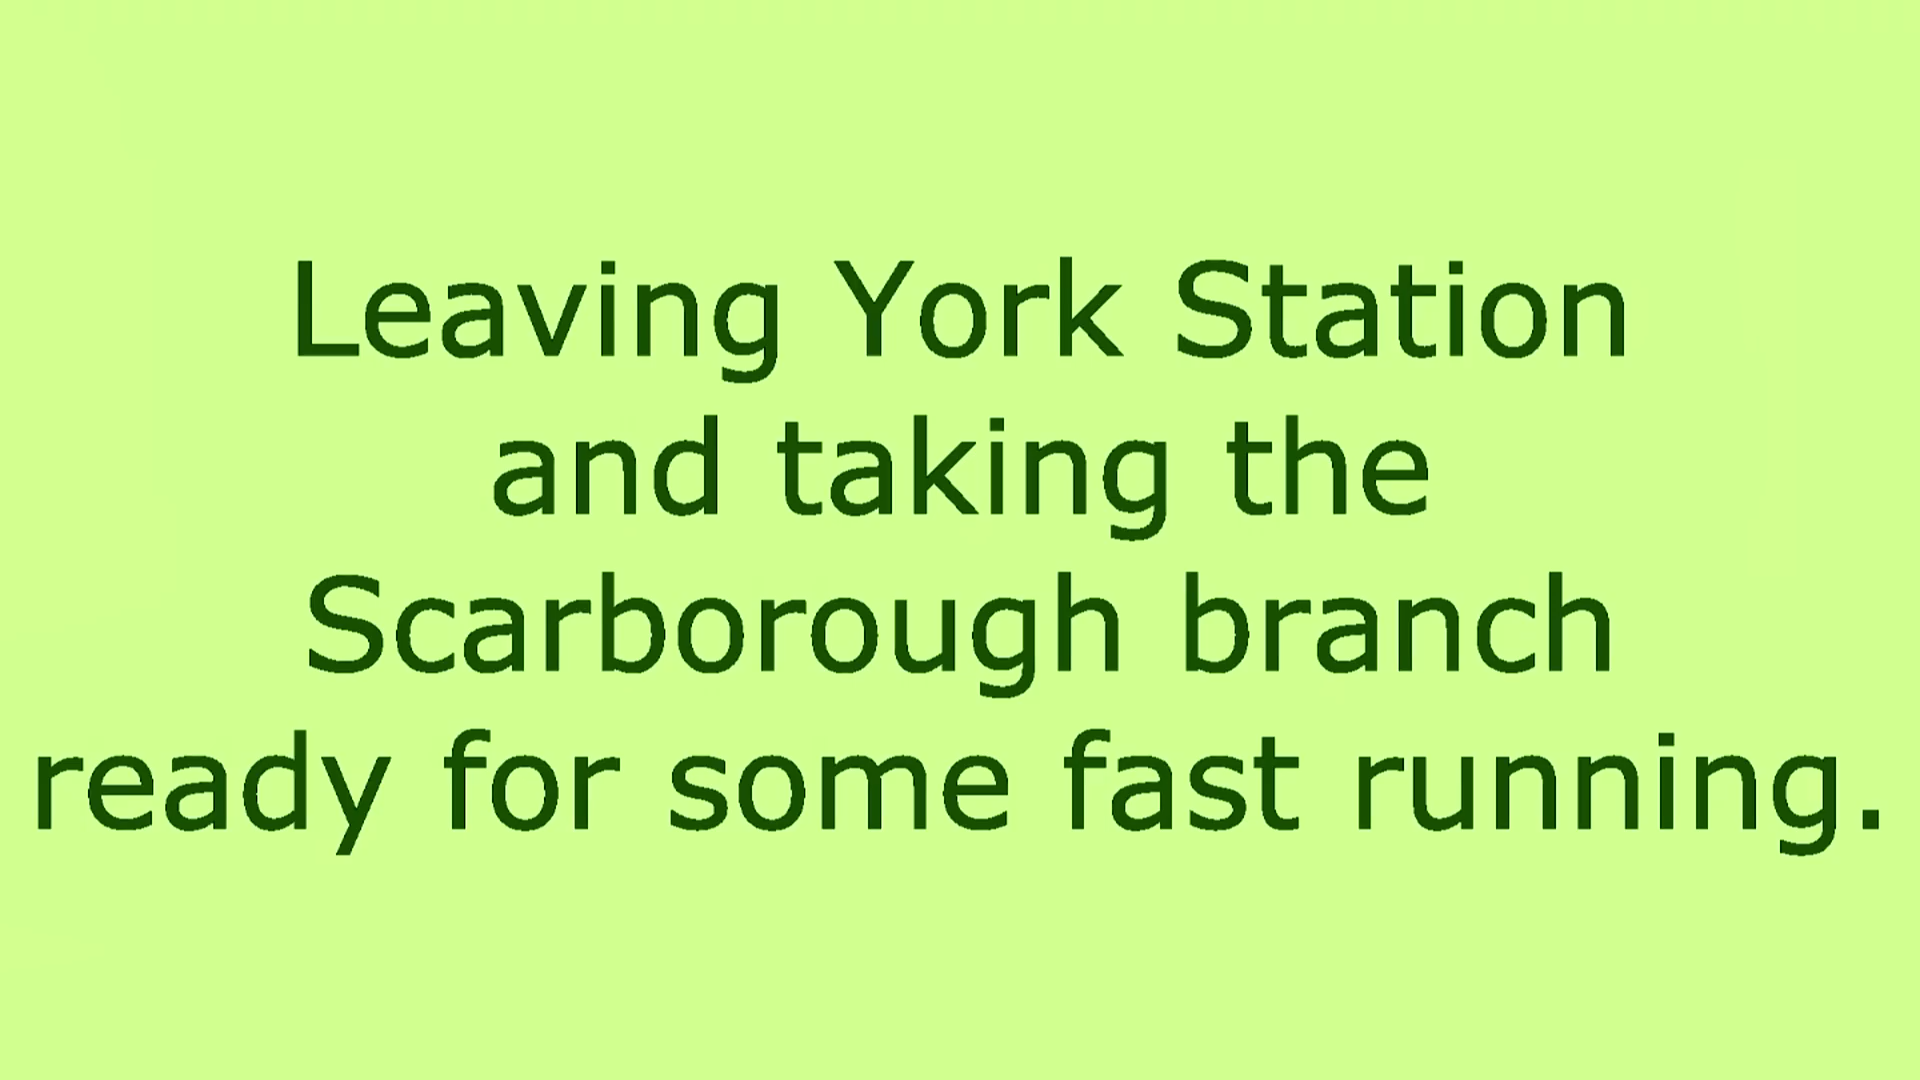 Leaving York Station
and taking the
Scarborough branch
ready for some fast running.